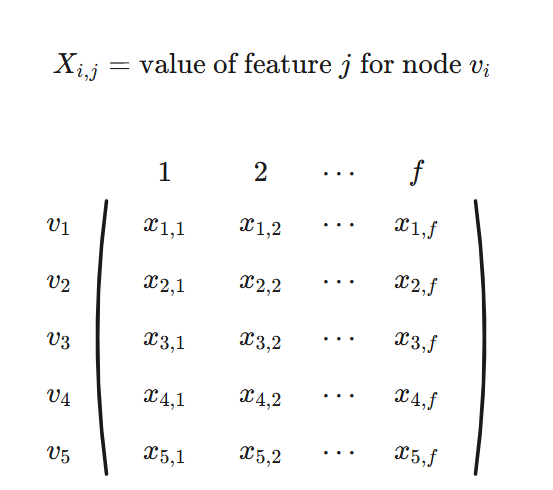 X_{i,j} = value of feature j for node v_i
1 2 ⋯ f
v_1 x_{1,1} x_{1,2} ⋯ x_{1,f}
v_2 x_{2,1} x_{2,2} ⋯ x_{2,f}
v_3 x_{3,1} x_{3,2} ⋯ x_{3,f}
v_4 x_{4,1} x_{4,2} ⋯ x_{4,f}
v_5 x_{5,1} x_{5,2} ⋯ x_{5,f}